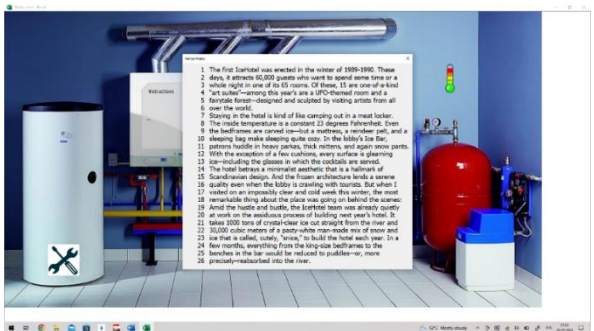 Instructions
1 The first IceHotel was erected in the winter of 1989-1990. These
2 days, it attracts 60,000 guests who want to spend some time or a
3 whole night in one of its 65 rooms. Of these, 15 are one-of-a-kind
4 "art suites"—among this year's are a UFO-themed room and a
5 fairytale forest—designed and sculpted by visiting artists from all
6 over the world.
7 Staying in the hotel is kind of like camping out in a meat locker.
8 The inside temperature is a constant 23 degrees Fahrenheit. Even
9 the bedframes are carved ice—but a mattress, a reindeer pelt, and a
10 sleeping bag make sleeping quite cozy. In the lobby's Ice Bar,
11 patrons huddle in heavy parkas, thick mittens, and again snow pants.
12 With the exception of a few cushions, every surface is gleaming
13 ice—including the glasses in which the cocktails are served.
14 The hotel betrays a minimalist aesthetic that is a hallmark of
15 Scandinavian design. And the frozen architecture lends a serene
16 quality even when the lobby is crawling with tourists. But when I
17 visited on an impossibly clear and cold week this winter, the most
18 remarkable thing about the place was going on behind the scenes:
19 Amid the hustle and bustle, the IceHotel team was already quietly
20 at work on the assiduous process of building next year's hotel. It
21 takes 1000 tons of crystal-clear ice cut straight from the river and
22 30,000 cubic meters of a pasty-white man-made mix of snow and
23 ice that is called, cutely, "snice," to build the hotel each year. In a
24 few months, everything from the king-size bedframes to the
25 benches in the bar would be reduced to puddles—or, more
26 precisely—reabsorbed into the river.
52°F Mostly cloudy